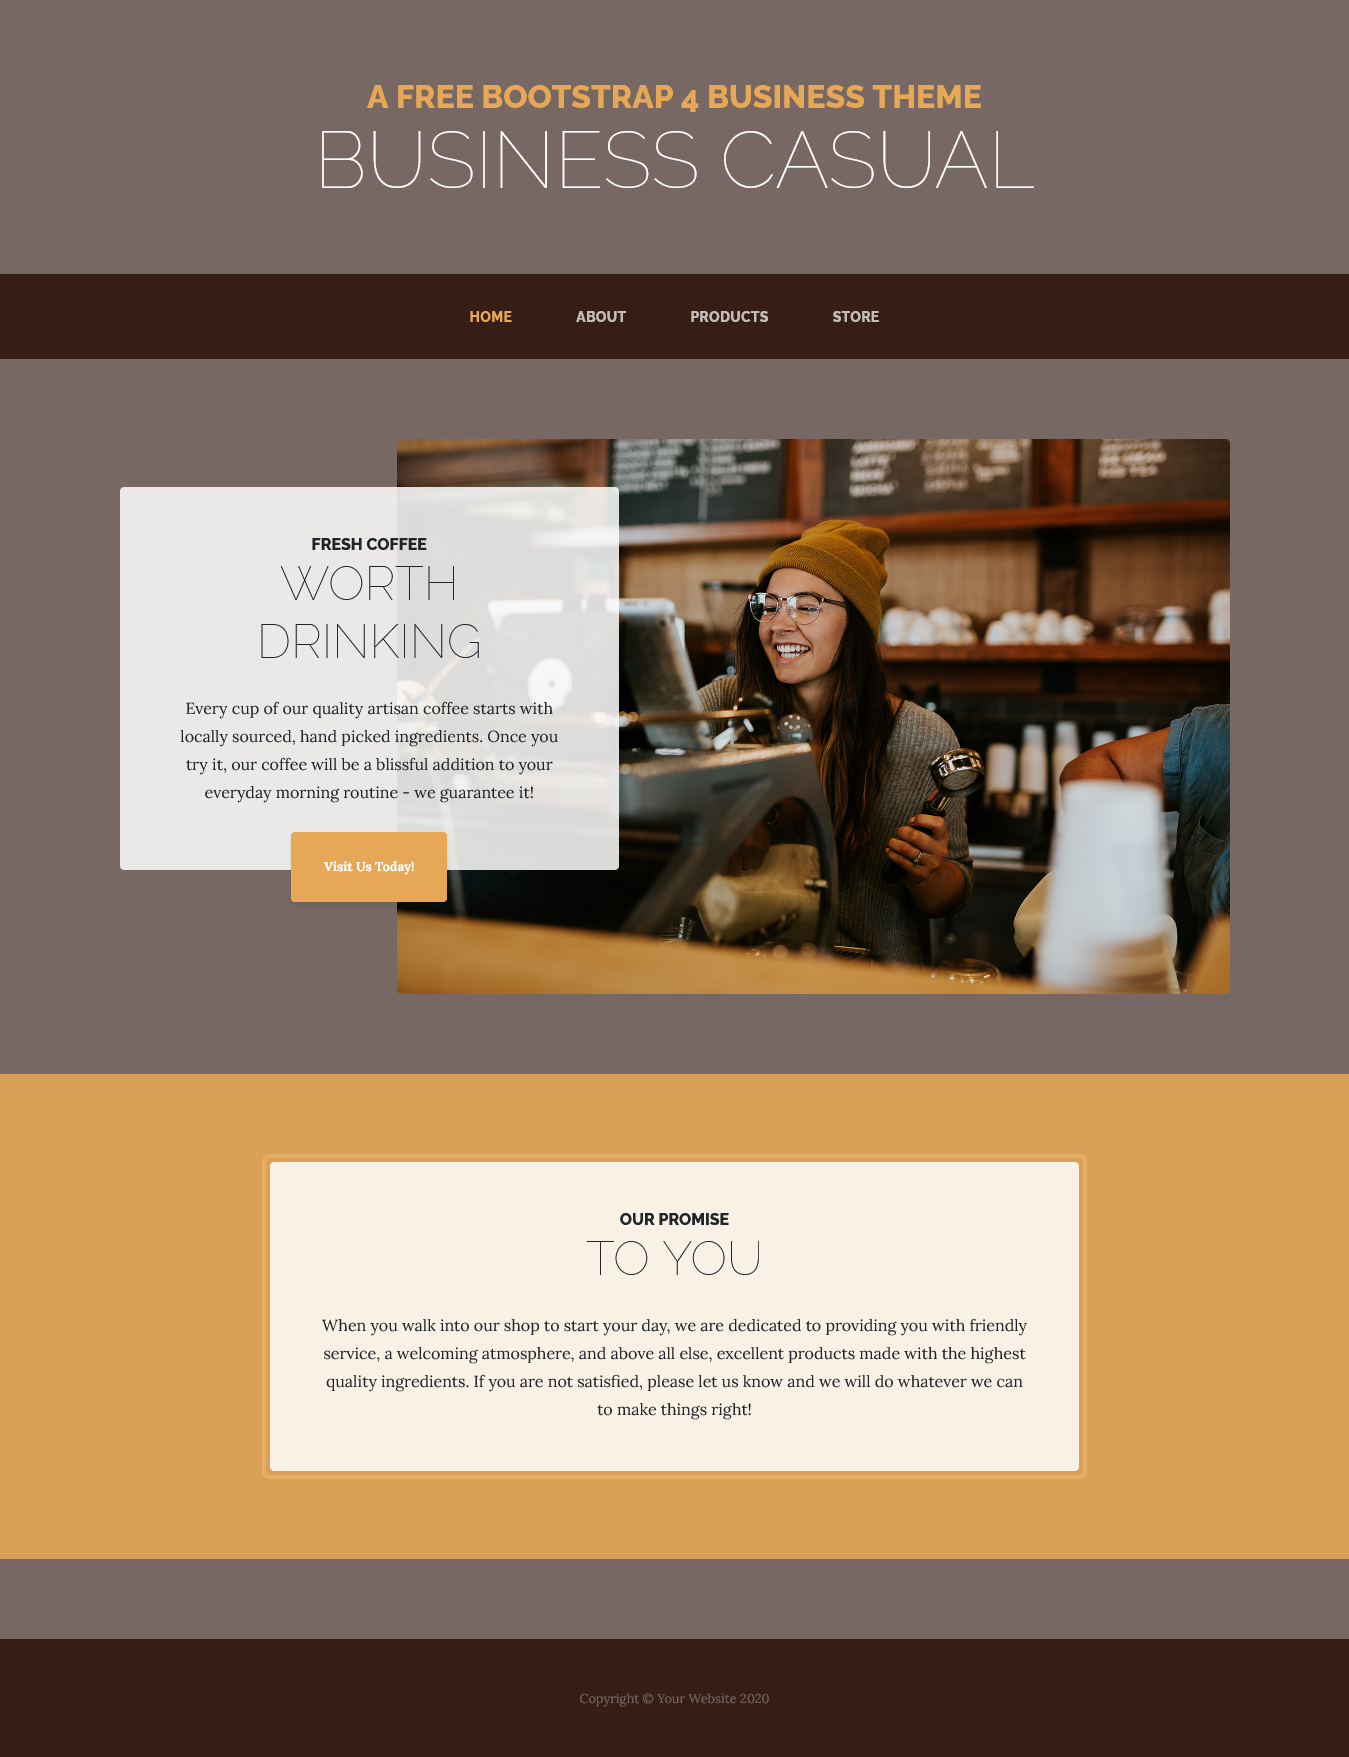 A FREE BOOTSTRAP 4 BUSINESS THEME
BUSINESS CASUAL
HOME
ABOUT
PRODUCTS
STORE
FRESH COFFEE
WORTH
DRINKING
Every cup of our quality artisan coffee starts with
locally sourced, hand picked ingredients. Once you
try it, our coffee will be a blissful addition to your
everyday morning routine - we guarantee it!
Visit Us Today!
OUR PROMISE
TO YOU
When you walk into our shop to start your day, we are dedicated to providing you with friendly
service, a welcoming atmosphere, and above all else, excellent products made with the highest
quality ingredients. If you are not satisfied, please let us know and we will do whatever we can
to make things right!
Copyright © Your Website 2020